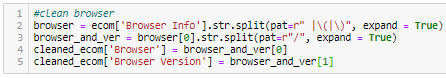 1 #clean browser
2 browser = ecom['Browser Info'].str.split(pat=r" |\(|\)", expand = True)
3 browser_and_ver = browser[0].str.split(pat=r"/", expand = True)
4 cleaned_ecom['Browser'] = browser_and_ver[0]
5 cleaned_ecom['Browser Version'] = browser_and_ver[1]